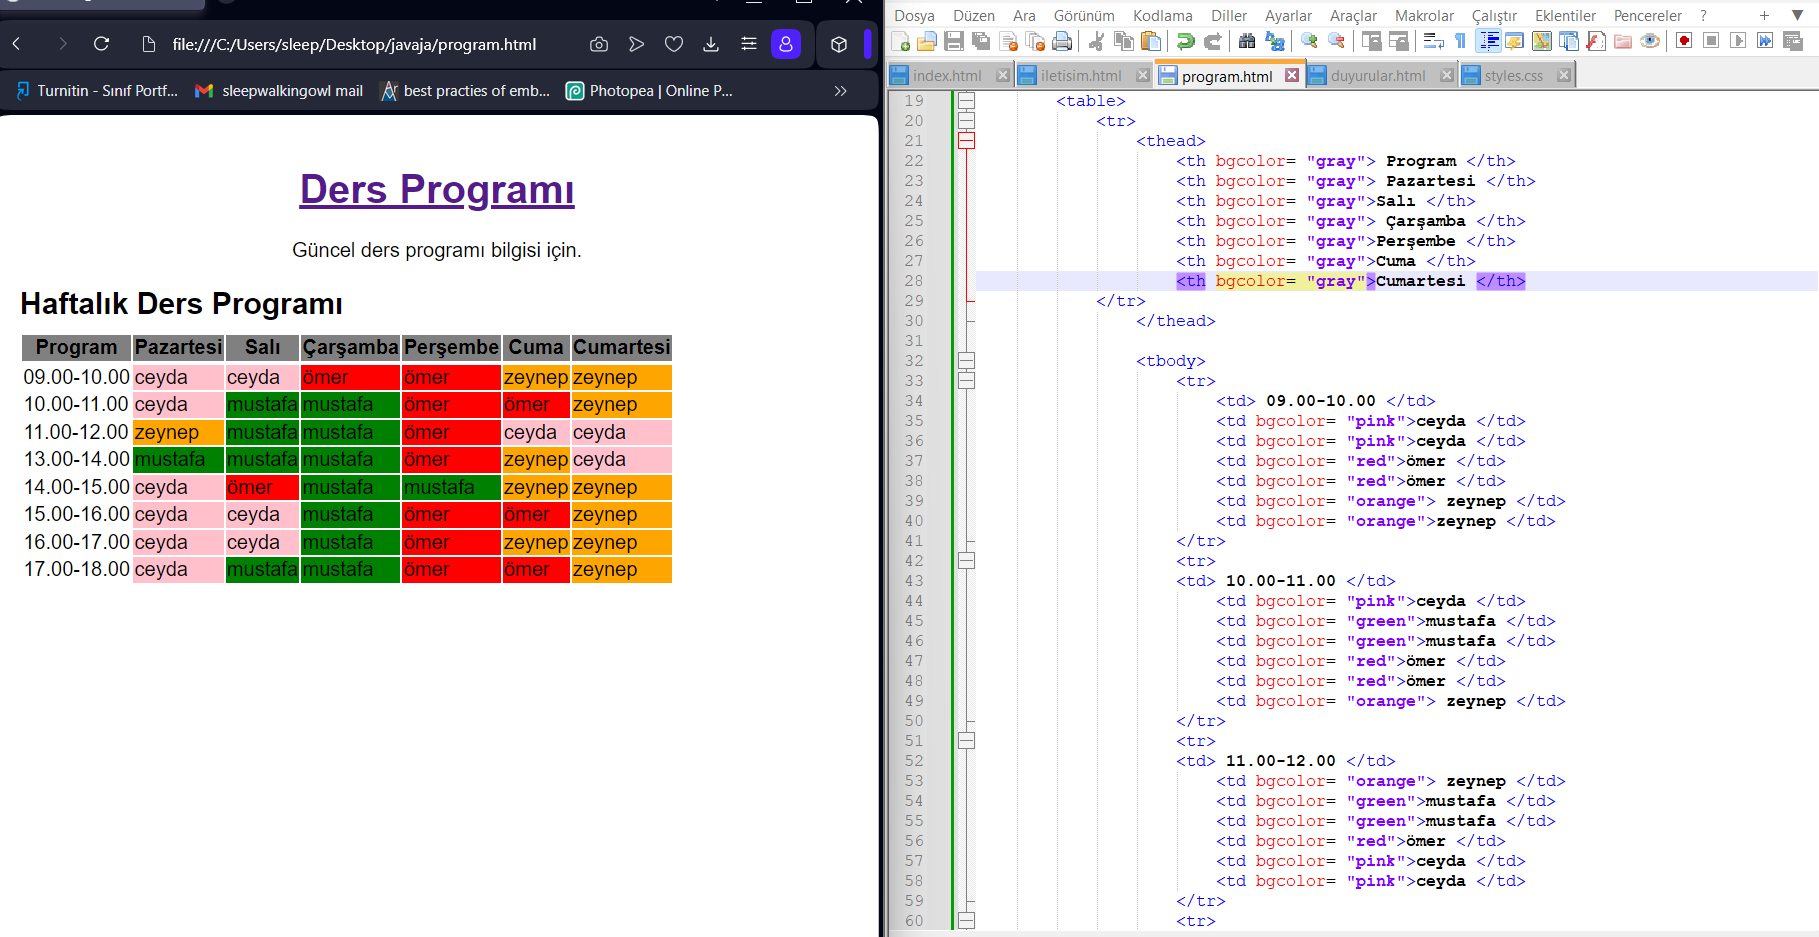 file:///C:/Users/sleep/Desktop/javaja/program.html
Turnitin - Sınıf Portf...
sleepwalkingowl mail
best practies of emb...
Photopea | Online P...
Ders Programı
Güncel ders programı bilgisi için.
Haftalık Ders Programı
Program Pazartesi Salı Çarşamba Perşembe Cuma Cumartesi
09.00-10.00 ceyda ceyda ömer ömer zeynep zeynep
10.00-11.00 ceyda mustafa mustafa ömer ömer zeynep
11.00-12.00 zeynep mustafa mustafa ömer ceyda ceyda
13.00-14.00 mustafa mustafa mustafa ömer zeynep ceyda
14.00-15.00 ceyda ömer mustafa mustafa zeynep zeynep
15.00-16.00 ceyda ceyda mustafa ömer ömer zeynep
16.00-17.00 ceyda ceyda mustafa ömer zeynep zeynep
17.00-18.00 ceyda mustafa mustafa ömer ömer zeynep
Dosya Düzen Ara Görünüm Kodlama Diller Ayarlar Araçlar Makrolar Çalıştır Eklentiler Pencereler ?
index.html iletisim.html program.html duyurular.html styles.css
19 <table>
20 <tr>
21 <thead>
22 <th bgcolor= "gray"> Program </th>
23 <th bgcolor= "gray"> Pazartesi </th>
24 <th bgcolor= "gray">Salı </th>
25 <th bgcolor= "gray"> Çarşamba </th>
26 <th bgcolor= "gray">Perşembe </th>
27 <th bgcolor= "gray">Cuma </th>
28 <th bgcolor= "gray">Cumartesi </th>
29 </tr>
30 </thead>
31
32 <tbody>
33 <tr>
34 <td> 09.00-10.00 </td>
35 <td bgcolor= "pink">ceyda </td>
36 <td bgcolor= "pink">ceyda </td>
37 <td bgcolor= "red">ömer </td>
38 <td bgcolor= "red">ömer </td>
39 <td bgcolor= "orange"> zeynep </td>
40 <td bgcolor= "orange">zeynep </td>
41 </tr>
42 <tr>
43 <td> 10.00-11.00 </td>
44 <td bgcolor= "pink">ceyda </td>
45 <td bgcolor= "green">mustafa </td>
46 <td bgcolor= "green">mustafa </td>
47 <td bgcolor= "red">ömer </td>
48 <td bgcolor= "red">ömer </td>
49 <td bgcolor= "orange"> zeynep </td>
50 </tr>
51 <tr>
52 <td> 11.00-12.00 </td>
53 <td bgcolor= "orange"> zeynep </td>
54 <td bgcolor= "green">mustafa </td>
55 <td bgcolor= "green">mustafa </td>
56 <td bgcolor= "red">ömer </td>
57 <td bgcolor= "pink">ceyda </td>
58 <td bgcolor= "pink">ceyda </td>
59 </tr>
60 <tr>